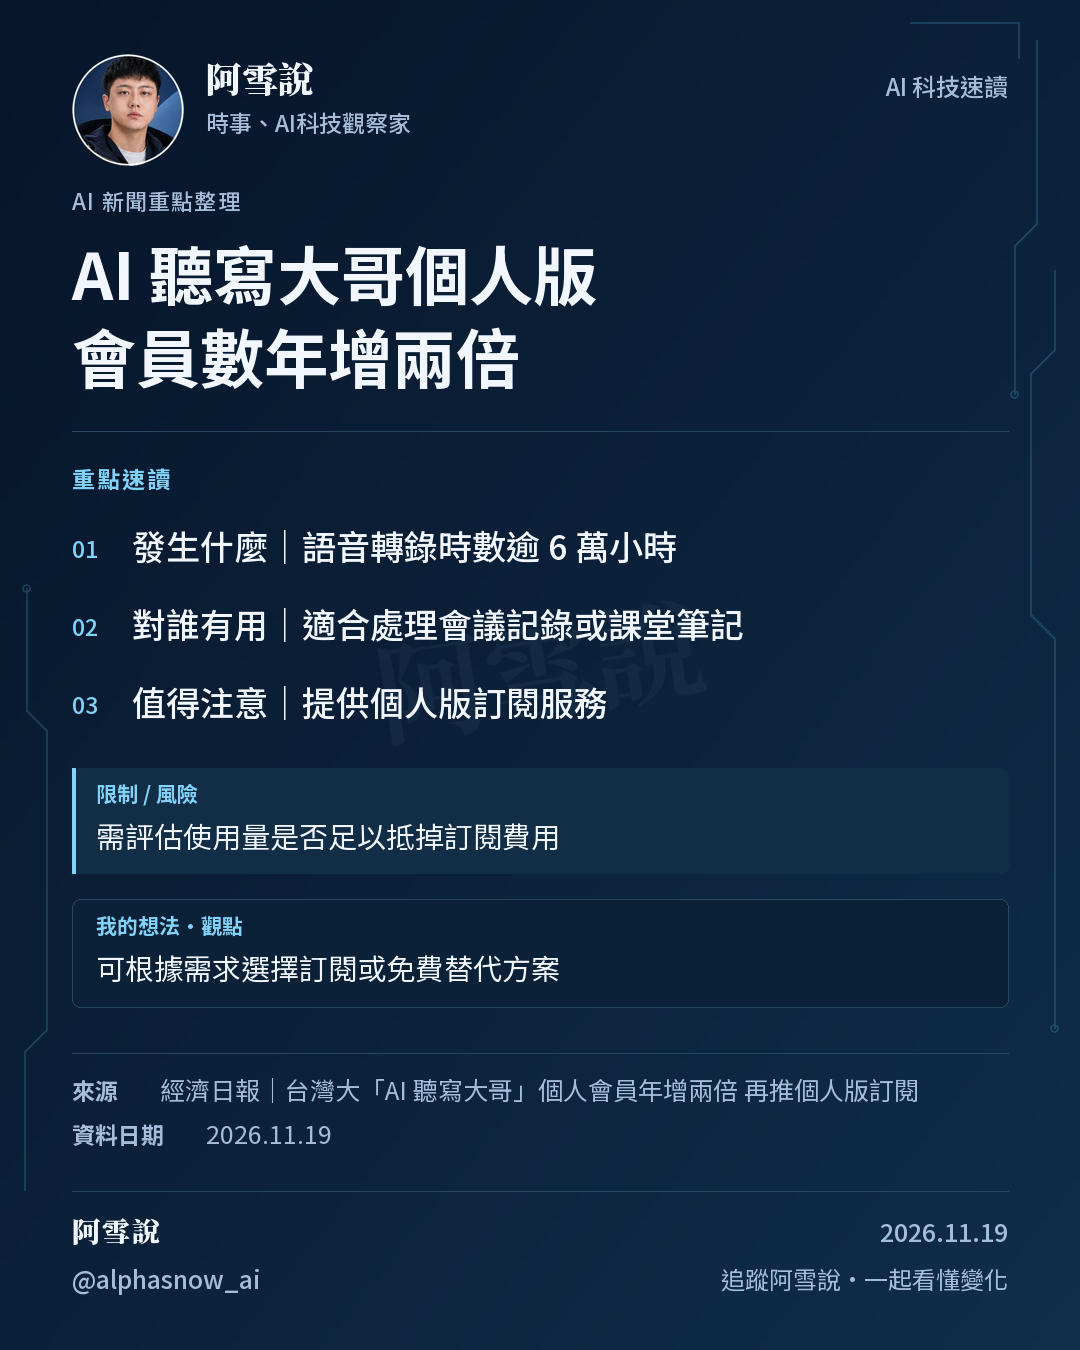 阿雪說
時事、AI科技觀察家
AI 科技速讀
AI 新聞重點整理
AI 聽寫大哥個人版
會員數年增兩倍
重點速讀
01 發生什麼｜語音轉錄時數逾 6 萬小時
02 對誰有用｜適合處理會議記錄或課堂筆記
03 值得注意｜提供個人版訂閱服務
阿雪說
限制 / 風險
需評估使用量是否足以抵掉訂閱費用
我的想法・觀點
可根據需求選擇訂閱或免費替代方案
來源 經濟日報｜台灣大「AI 聽寫大哥」個人會員年增兩倍 再推個人版訂閱
資料日期 2026.11.19
阿雪說
2026.11.19
@alphasnow_ai
追蹤阿雪說・一起看懂變化